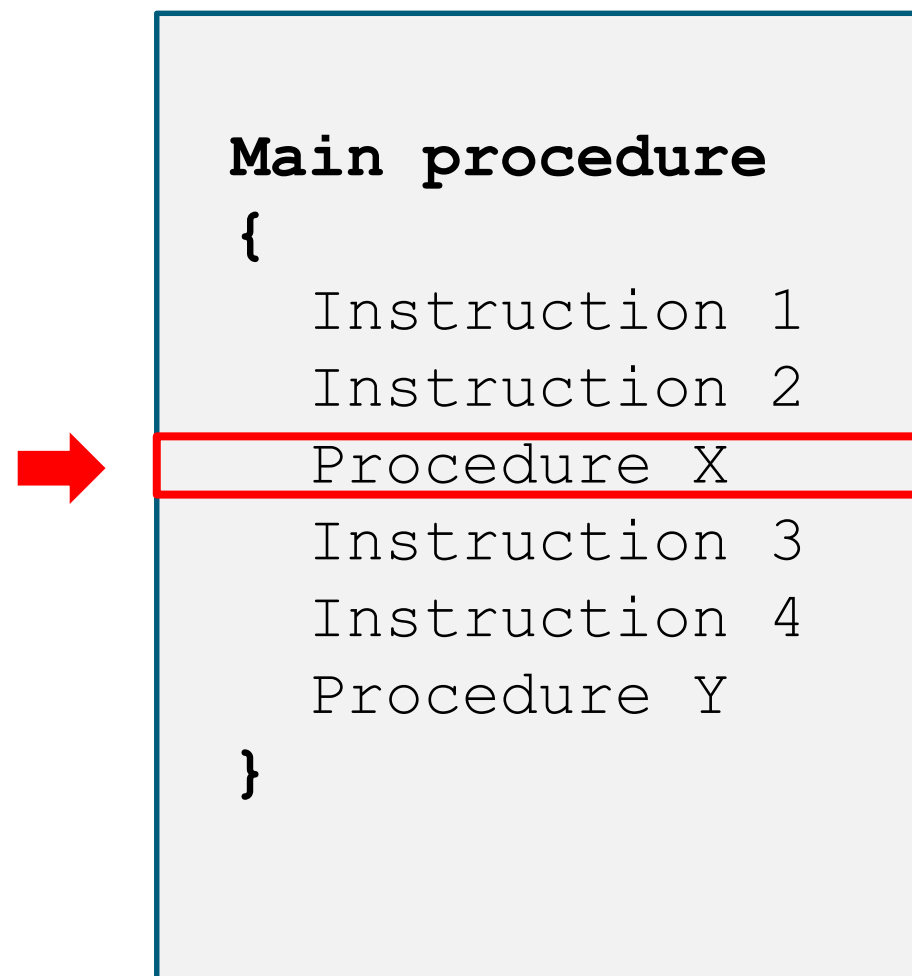 Main procedure
{
Instruction 1
Instruction 2
Procedure X
Instruction 3
Instruction 4
Procedure Y
}